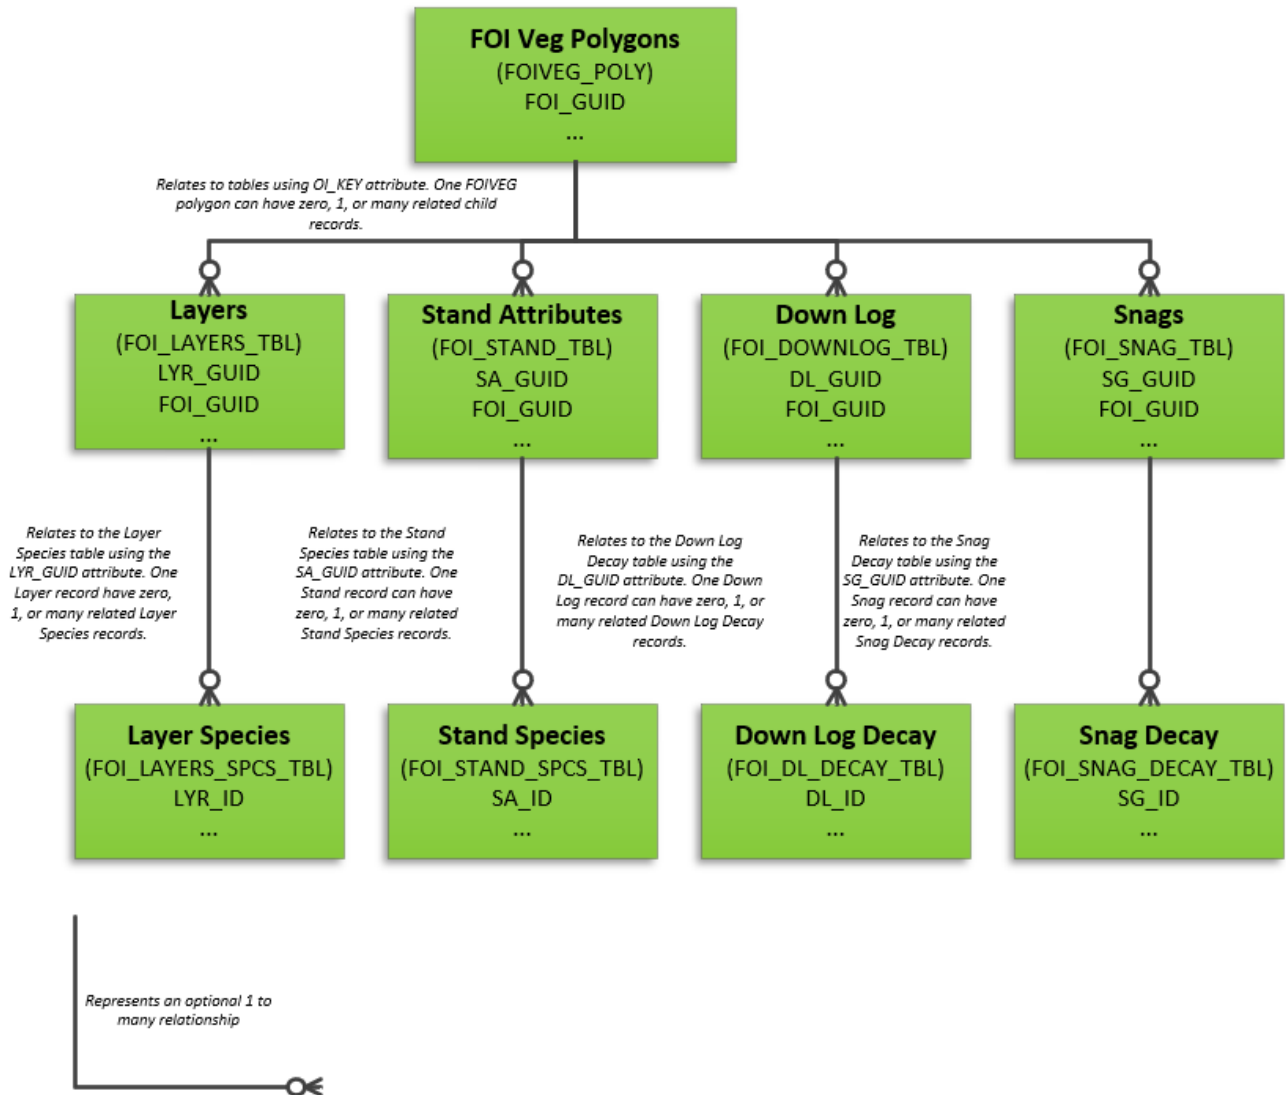 FOI Veg Polygons
(FOIVEG_POLY)
FOI_GUID
...
Relates to tables using OI_KEY attribute. One FOIVEG
polygon can have zero, 1, or many related child
records.
Layers
(FOI_LAYERS_TBL)
LYR_GUID
FOI_GUID
...
Stand Attributes
(FOI_STAND_TBL)
SA_GUID
FOI_GUID
...
Down Log
(FOI_DOWNLOG_TBL)
DL_GUID
FOI_GUID
...
Snags
(FOI_SNAG_TBL)
SG_GUID
FOI_GUID
...
Relates to the Layer
Species table using the
LYR_GUID attribute. One
Layer record have zero,
1, or many related Layer
Species records.
Relates to the Stand
Species table using the
SA_GUID attribute. One
Stand record can have
zero, 1, or many related
Stand Species records.
Relates to the Down Log
Decay table using the
DL_GUID attribute. One Down
Log record can have zero, 1, or
many related Down Log Decay
records.
Relates to the Snag
Decay table using the
SG_GUID attribute. One
Snag record can have
zero, 1, or many related
Snag Decay records.
Layer Species
(FOI_LAYERS_SPCS_TBL)
LYR_ID
...
Stand Species
(FOI_STAND_SPCS_TBL)
SA_ID
...
Down Log Decay
(FOI_DL_DECAY_TBL)
DL_ID
...
Snag Decay
(FOI_SNAG_DECAY_TBL)
SG_ID
...
Represents an optional 1 to
many relationship